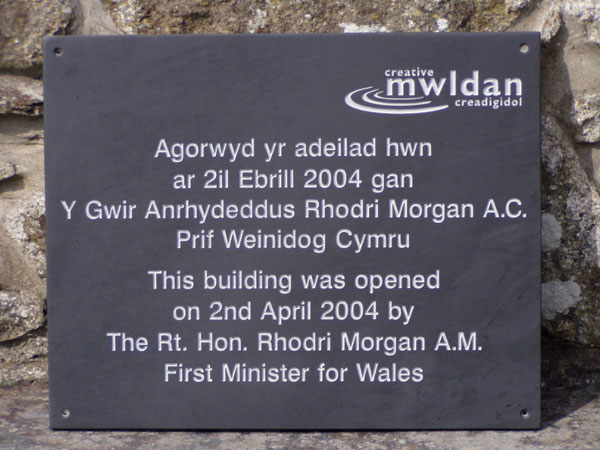 creative
mwldan
creadigidol
Agorwyd yr adeilad hwn
ar 2il Ebrill 2004 gan
Y Gwir Anrhydeddus Rhodri Morgan A.C.
Prif Weinidog Cymru
This building was opened
on 2nd April 2004 by
The Rt. Hon. Rhodri Morgan A.M.
First Minister for Wales